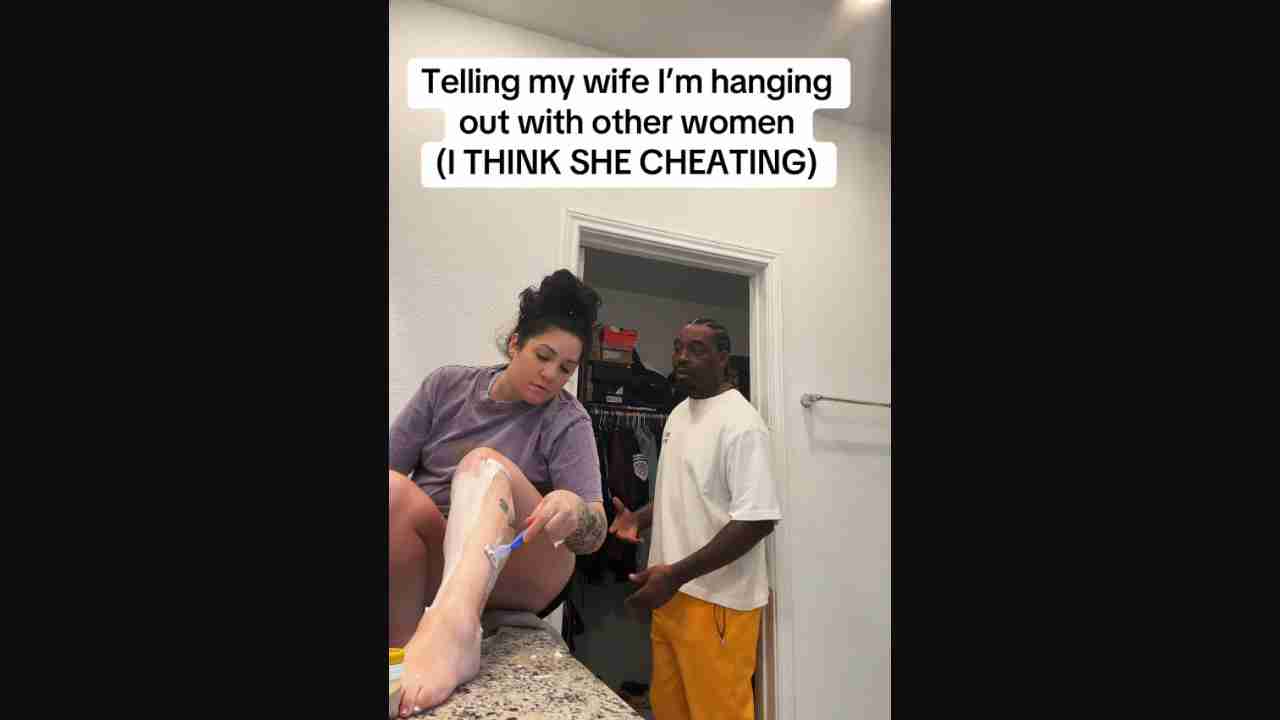 Telling my wife I’m hanging
out with other women
(I THINK SHE CHEATING)